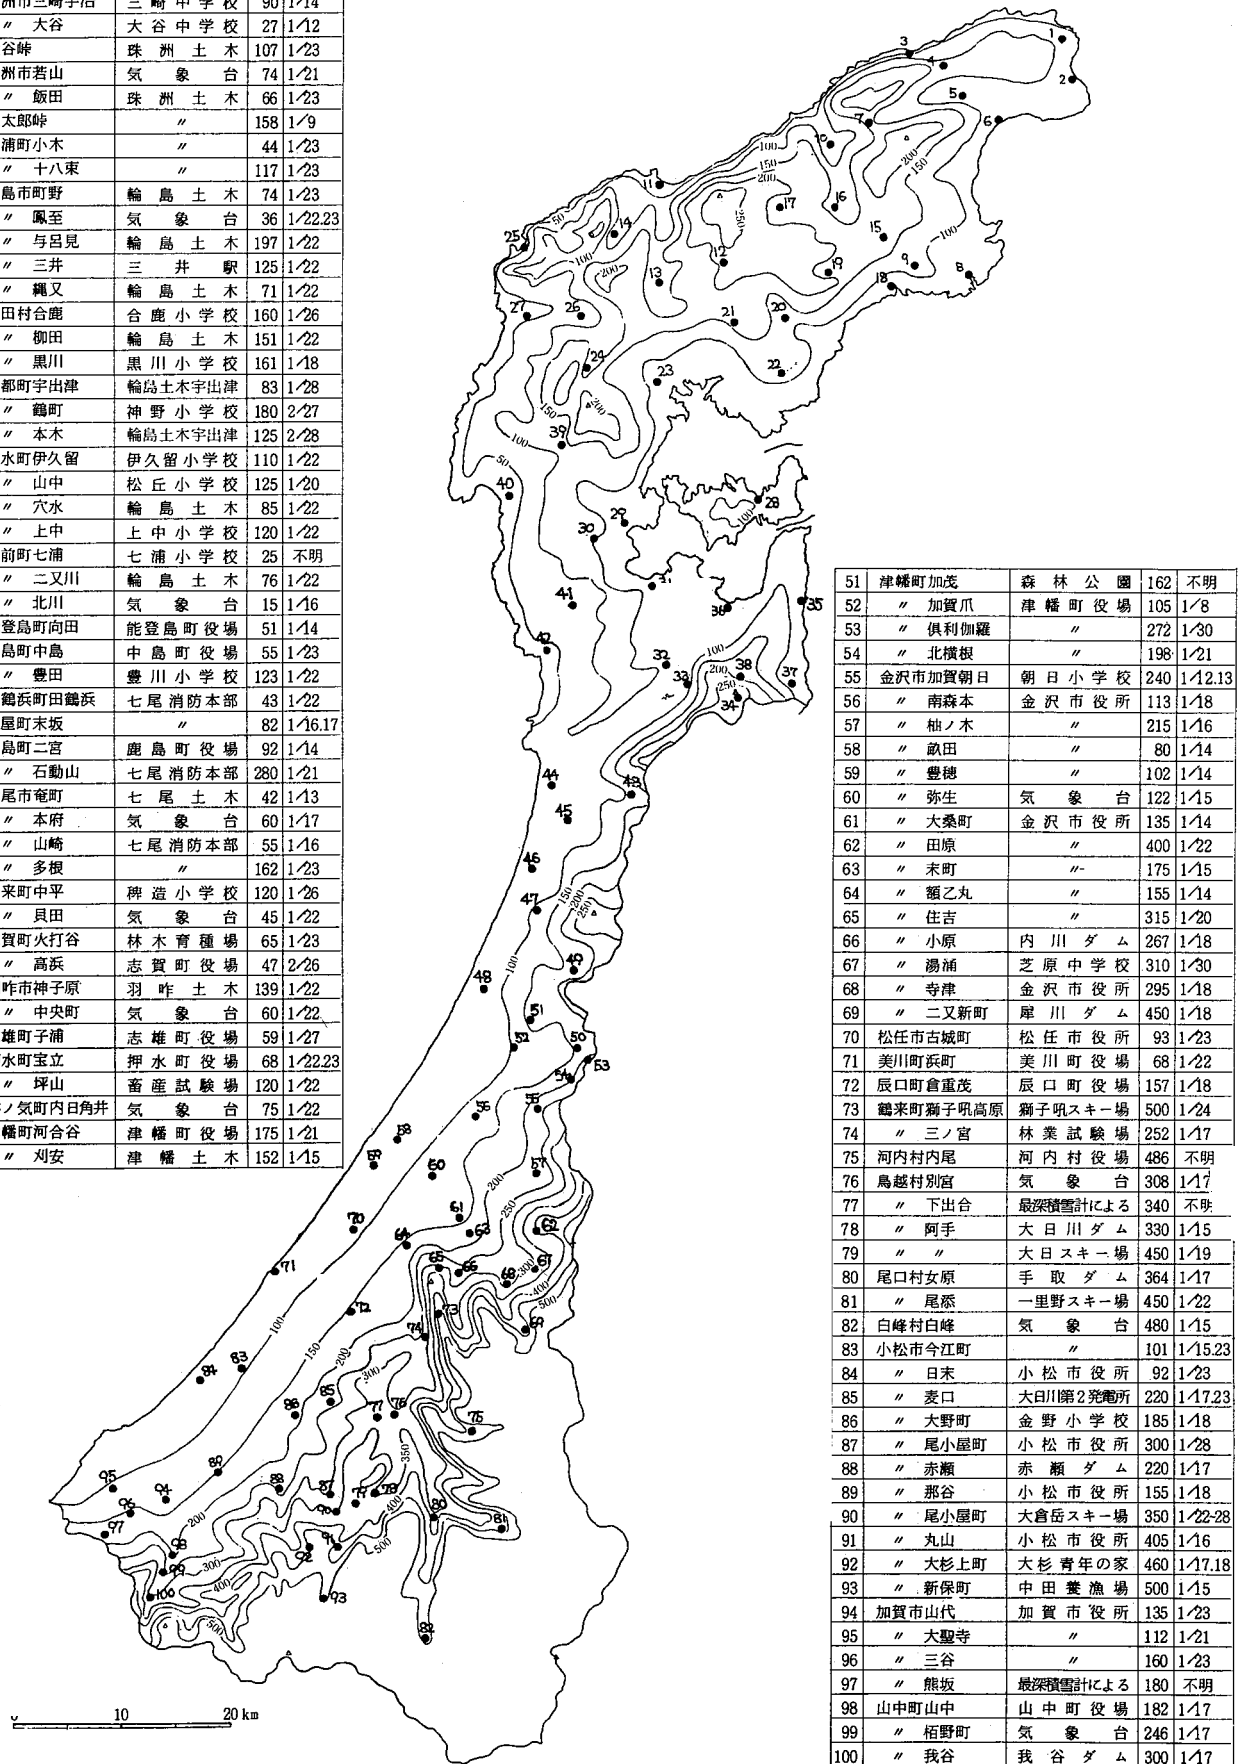 洲市三崎字治 三崎中学校 90 1/14
〃 大谷 大谷中学校 27 1/12
谷峠 珠洲土木 107 1/23
洲市若山 気象台 74 1/21
〃 飯田 珠洲土木 66 1/23
太郎峠 〃 158 1/9
浦町小木 〃 44 1/23
〃 十八束 〃 117 1/23
島市町野 輪島土木 74 1/23
〃 鳳至 気象台 36 1/22.23
〃 与呂見 輪島土木 197 1/22
〃 三井 三井駅 125 1/22
〃 縄又 輪島土木 71 1/22
田村合鹿 合鹿小学校 160 1/26
〃 柳田 輪島土木 151 1/22
〃 黒川 黒川小学校 161 1/18
都町宇出津 輪島土木宇出津 83 1/28
〃 鶴町 神野小学校 180 2/27
〃 本木 輪島土木宇出津 125 2/28
水町伊久留 伊久留小学校 110 1/22
〃 山中 松丘小学校 125 1/20
〃 穴水 輪島土木 85 1/22
〃 上中 上中小学校 120 1/22
前町七浦 七浦小学校 25 不明
〃 二又川 輪島土木 76 1/22
〃 北川 気象台 15 1/16
登島町向田 能登島町役場 51 1/14
島町中島 中島町役場 55 1/23
〃 豊田 豊川小学校 123 1/22
鶴浜町田鶴浜 七尾消防本部 43 1/22
屋町末坂 〃 82 1/16.17
島町二宮 鹿島町役場 92 1/14
〃 石動山 七尾消防本部 280 1/21
尾市奄町 七尾土木 42 1/13
〃 本府 気象台 60 1/17
〃 山崎 七尾消防本部 55 1/16
〃 多根 〃 162 1/23
来町中平 稗造小学校 120 1/26
〃 貝田 気象台 45 1/22
賀町火打谷 林木育種場 65 1/23
〃 高浜 志賀町役場 47 2/26
咋市神子原 羽咋土木 139 1/22
〃 中央町 気象台 60 1/22
雄町子浦 志雄町役場 59 1/27
水町宝立 押水町役場 68 1/22.23
〃 坪山 畜産試験場 120 1/22
ノ気町内日角井 気象台 75 1/22
幡町河合谷 津幡町役場 175 1/21
〃 刈安 津幡土木 152 1/15
51 津幡町加茂 森林公園 162 不明
52 〃 加賀爪 津幡町役場 105 1/8
53 〃 倶利伽羅 〃 272 1/30
54 〃 北横根 〃 198 1/21
55 金沢市加賀朝日 朝日小学校 240 1/12.13
56 〃 南森本 金沢市役所 113 1/18
57 〃 柚ノ木 〃 215 1/16
58 〃 畝田 〃 80 1/14
59 〃 豊穂 〃 102 1/14
60 〃 弥生 気象台 122 1/15
61 〃 大桑町 金沢市役所 135 1/14
62 〃 田原 〃 400 1/22
63 〃 末町 〃 175 1/15
64 〃 額乙丸 〃 155 1/14
65 〃 住吉 〃 315 1/20
66 〃 小原 内川ダム 267 1/18
67 〃 湯涌 芝原中学校 310 1/30
68 〃 寺津 金沢市役所 295 1/18
69 〃 二又新町 犀川ダム 450 1/18
70 松任市古城町 松任市役所 93 1/23
71 美川町浜町 美川町役場 68 1/22
72 辰口町倉重茂 辰口町役場 157 1/18
73 鶴来町獅子吼高原 獅子吼スキー場 500 1/24
74 〃 三ノ宮 林業試験場 252 1/17
75 河内村内尾 河内村役場 486 不明
76 鳥越村別宮 気象台 308 1/17
77 〃 下出合 最深積雪計による 340 不明
78 〃 阿手 大日川ダム 330 1/15
79 〃 〃 大日スキー場 450 1/19
80 尾口村女原 手取ダム 364 1/17
81 〃 尾添 一里野スキー場 450 1/22
82 白峰村白峰 気象台 480 1/15
83 小松市今江町 〃 101 1/15.23
84 〃 日末 小松市役所 92 1/23
85 〃 麦口 大日川第2発電所 220 1/17.23
86 〃 大野町 金野小学校 185 1/18
87 〃 尾小屋町 小松市役所 300 1/28
88 〃 赤瀬 赤瀬ダム 220 1/17
89 〃 那谷 小松市役所 155 1/18
90 〃 尾小屋町 大倉岳スキー場 350 1/22-28
91 〃 丸山 小松市役所 405 1/16
92 〃 大杉上町 大杉青年の家 460 1/17.18
93 〃 新保町 中田養漁場 500 1/15
94 加賀市山代 加賀市役所 135 1/23
95 〃 大聖寺 〃 112 1/21
96 〃 三谷 〃 160 1/23
97 〃 熊坂 最深積雪計による 180 不明
98 山中町山中 山中町役場 182 1/17
99 〃 栢野町 気象台 246 1/17
100 〃 我谷 我谷ダム 300 1/17
10 20 km